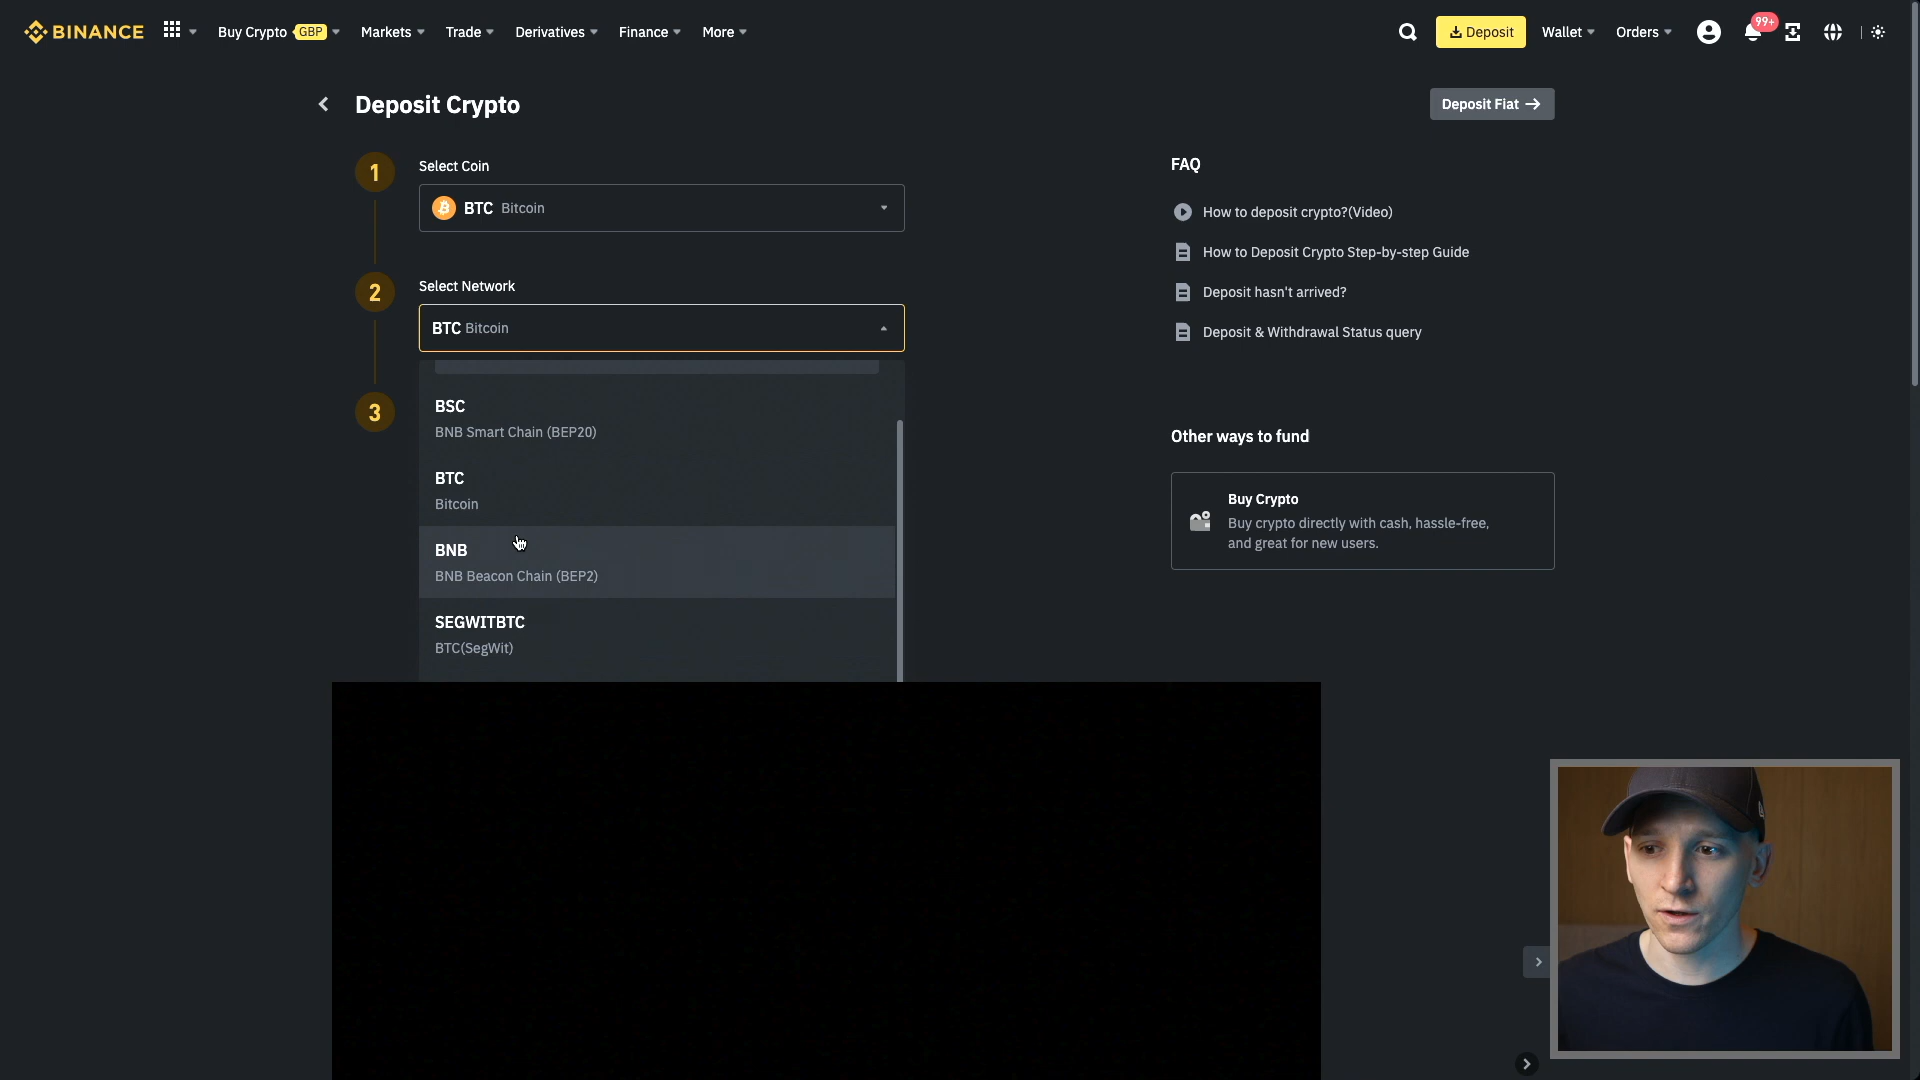 BINANCE
Buy Crypto GBP
Markets
Trade
Derivatives
Finance
More
Deposit
Wallet
Orders
99+
Deposit Crypto
Deposit Fiat
1
Select Coin
BTC Bitcoin
2
Select Network
BTC Bitcoin
3
BSC
BNB Smart Chain (BEP20)
BTC
Bitcoin
BNB
BNB Beacon Chain (BEP2)
SEGWITBTC
BTC(SegWit)
FAQ
How to deposit crypto?(Video)
How to Deposit Crypto Step-by-step Guide
Deposit hasn't arrived?
Deposit & Withdrawal Status query
Other ways to fund
Buy Crypto
Buy crypto directly with cash, hassle-free,
and great for new users.